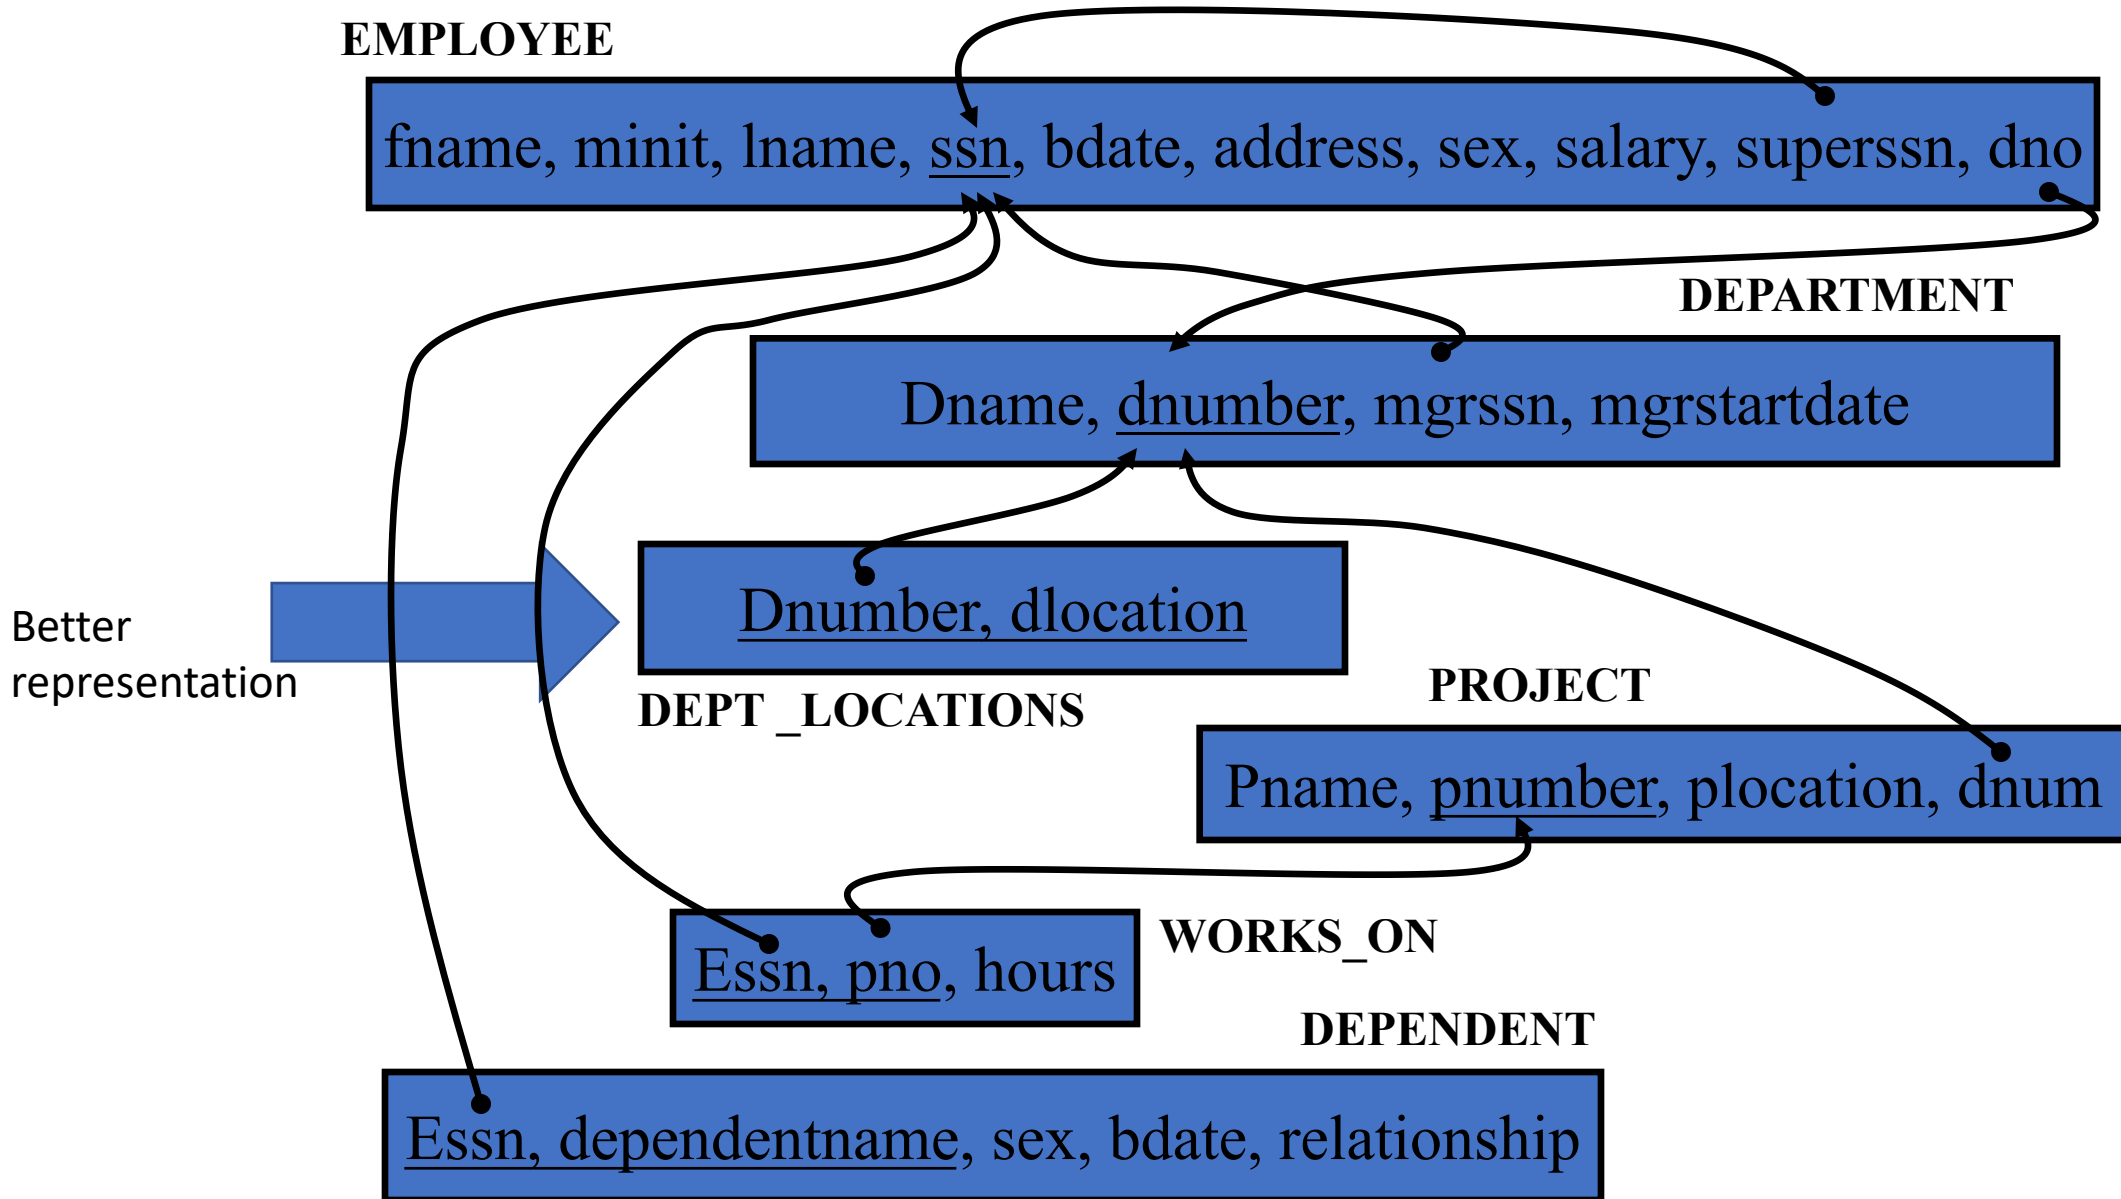 EMPLOYEE
fname, minit, lname, ssn, bdate, address, sex, salary, superssn, dno
DEPARTMENT
Dname, dnumber, mgrssn, mgrstartdate
Better
representation
Dnumber, dlocation
DEPT _LOCATIONS
PROJECT
Pname, pnumber, plocation, dnum
WORKS_ON
Essn, pno, hours
DEPENDENT
Essn, dependentname, sex, bdate, relationship